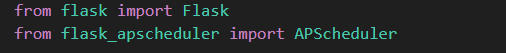 from flask import Flask
from flask_apscheduler import APScheduler